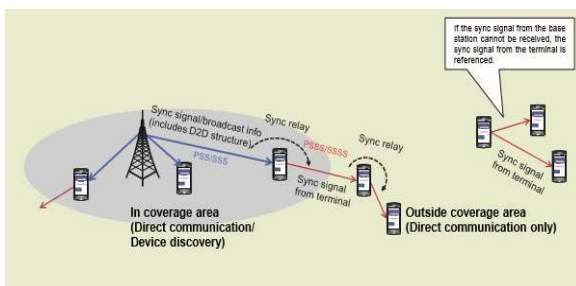 If the sync signal from the base
station cannot be received, the
sync signal from the terminal is
referenced.
Sync signal/broadcast info
(includes D2D structure)
Sync relay
PSS/SSS
PSSS/SSSS
Sync relay
Sync signal
from terminal
Sync signal
from terminal
In coverage area
(Direct communication/
Device discovery)
Outside coverage area
(Direct communication only)